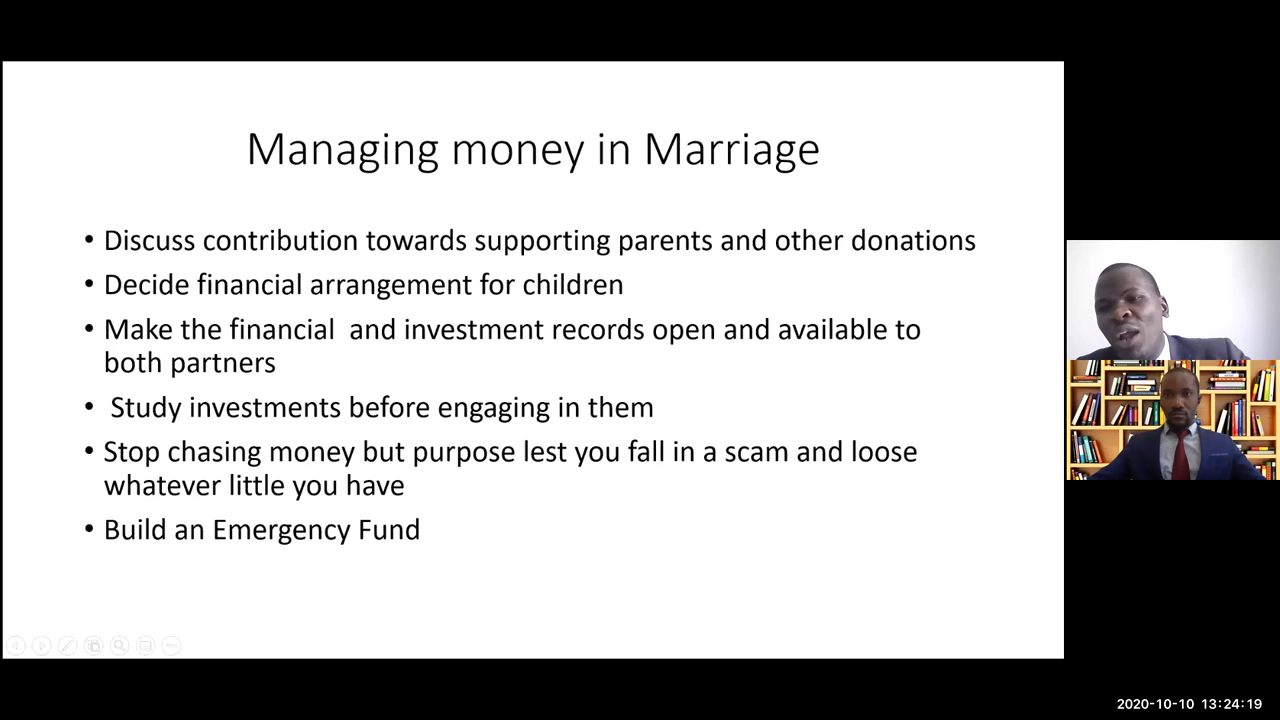 Managing money in Marriage
• Discuss contribution towards supporting parents and other donations
• Decide financial arrangement for children
• Make the financial  and investment records open and available to
both partners
•  Study investments before engaging in them
• Stop chasing money but purpose lest you fall in a scam and loose
whatever little you have
• Build an Emergency Fund
2020-10-10 13:24:19